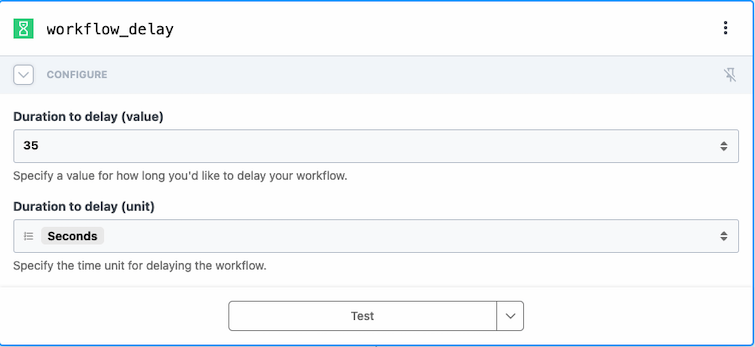 workflow_delay
CONFIGURE
Duration to delay (value)
35
Specify a value for how long you'd like to delay your workflow.
Duration to delay (unit)
Seconds
Specify the time unit for delaying the workflow.
Test